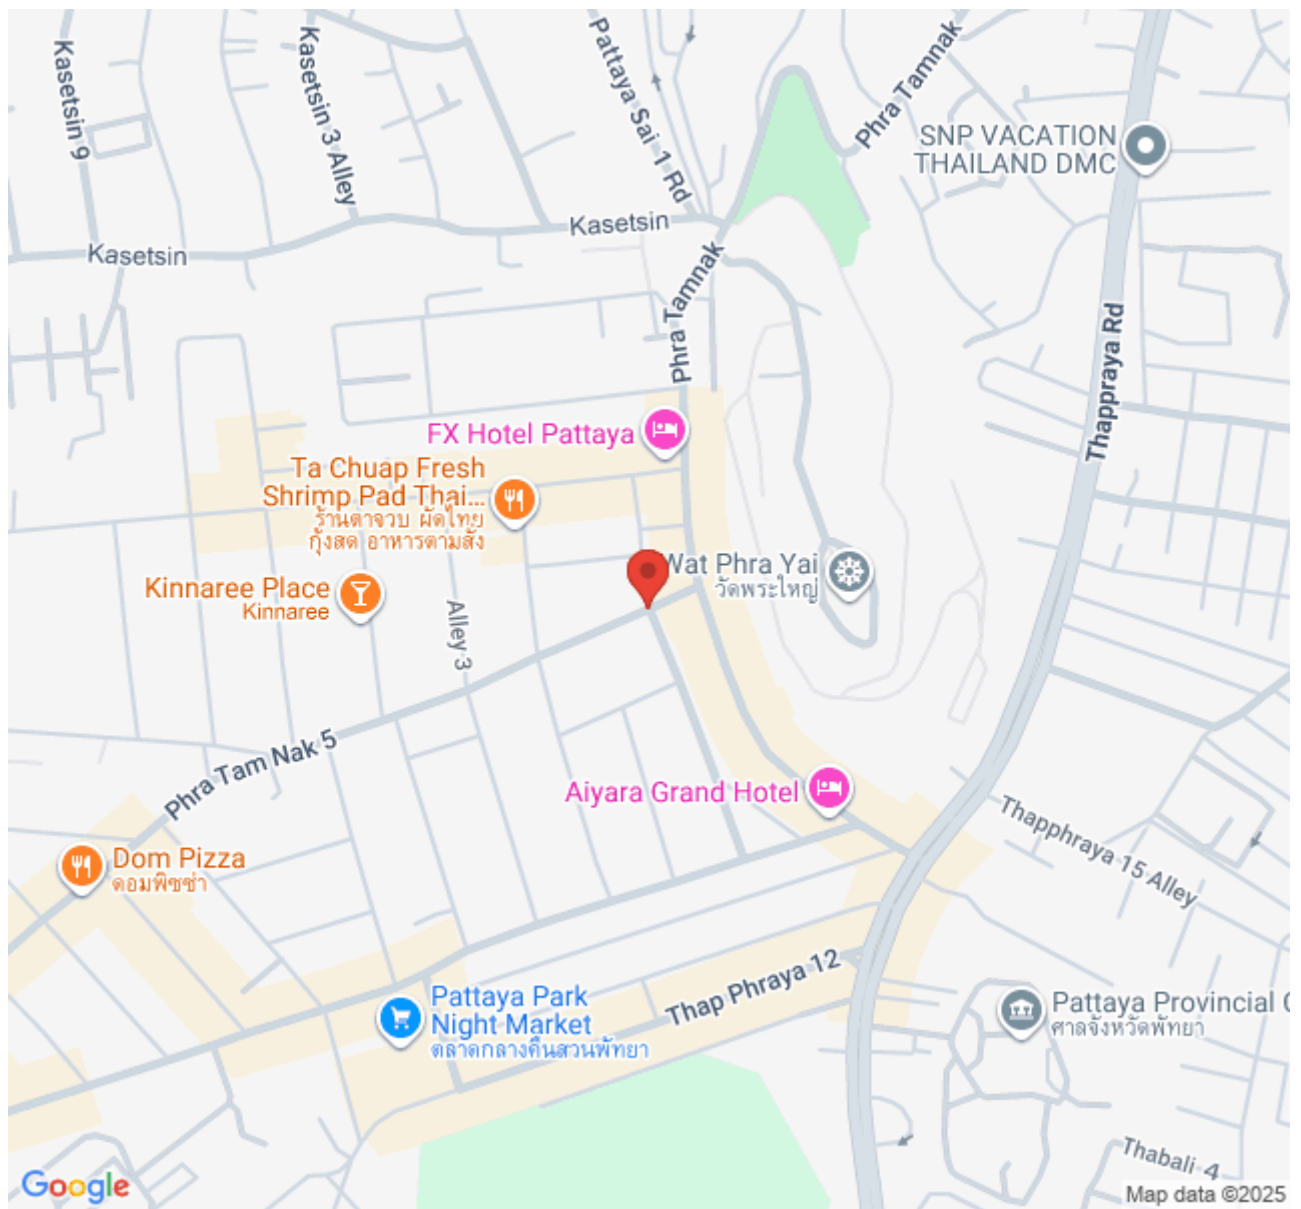 Kasetsin 9
Kasetsin 3 Alley
Pattaya Sai 1 Rd
Phra Tamnak
SNP VACATION
THAILAND DMC
Kasetsin
Kasetsin
Phra Tamnak
Thappraya Rd
FX Hotel Pattaya
Ta Chuap Fresh
Shrimp Pad Thai...
ร้านตาจวบ ผัดไทย
กุ้งสด อาหารตามสั่ง
Wat Phra Yai
วัดพระใหญ่
Kinnaree Place
Kinnaree
Alley 3
Phra Tam Nak 5
Aiyara Grand Hotel
Thapphraya 15 Alley
Dom Pizza
ดอมพิซซ่า
Thap Phraya 12
Pattaya Park
Night Market
ตลาดกลางคืนสวนพัทยา
Pattaya Provincial C
ศาลจังหวัดพัทยา
Thabali 4
Google
Map data ©2025